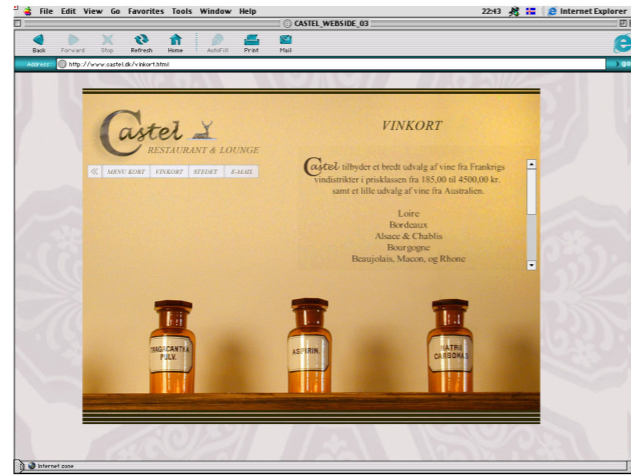 File Edit View Go Favorites Tools Window Help 22:43 Internet Explorer
CASTEL_WEBSIDE_03
Back Forward Stop Refresh Home AutoFill Print Mail
Address: http://www.castel.dk/vinkort.html
Castel
RESTAURANT & LOUNGE
MENU KORT VINKORT STEDET E-MAIL
VINKORT
Castel tilbyder et bredt udvalg af vine fra Frankrigs
vindistrikter i prisklassen fra 185,00 til 4500,00 kr.
samt et lille udvalg af vine fra Australien.
Loire
Bordeaux
Alsace & Chablis
Bourgogne
Beaujolais, Macon, og Rhone
TRAGACANTHA
PULV.
ASPIRIN.
NATRII
CARBONAS
Internet zone